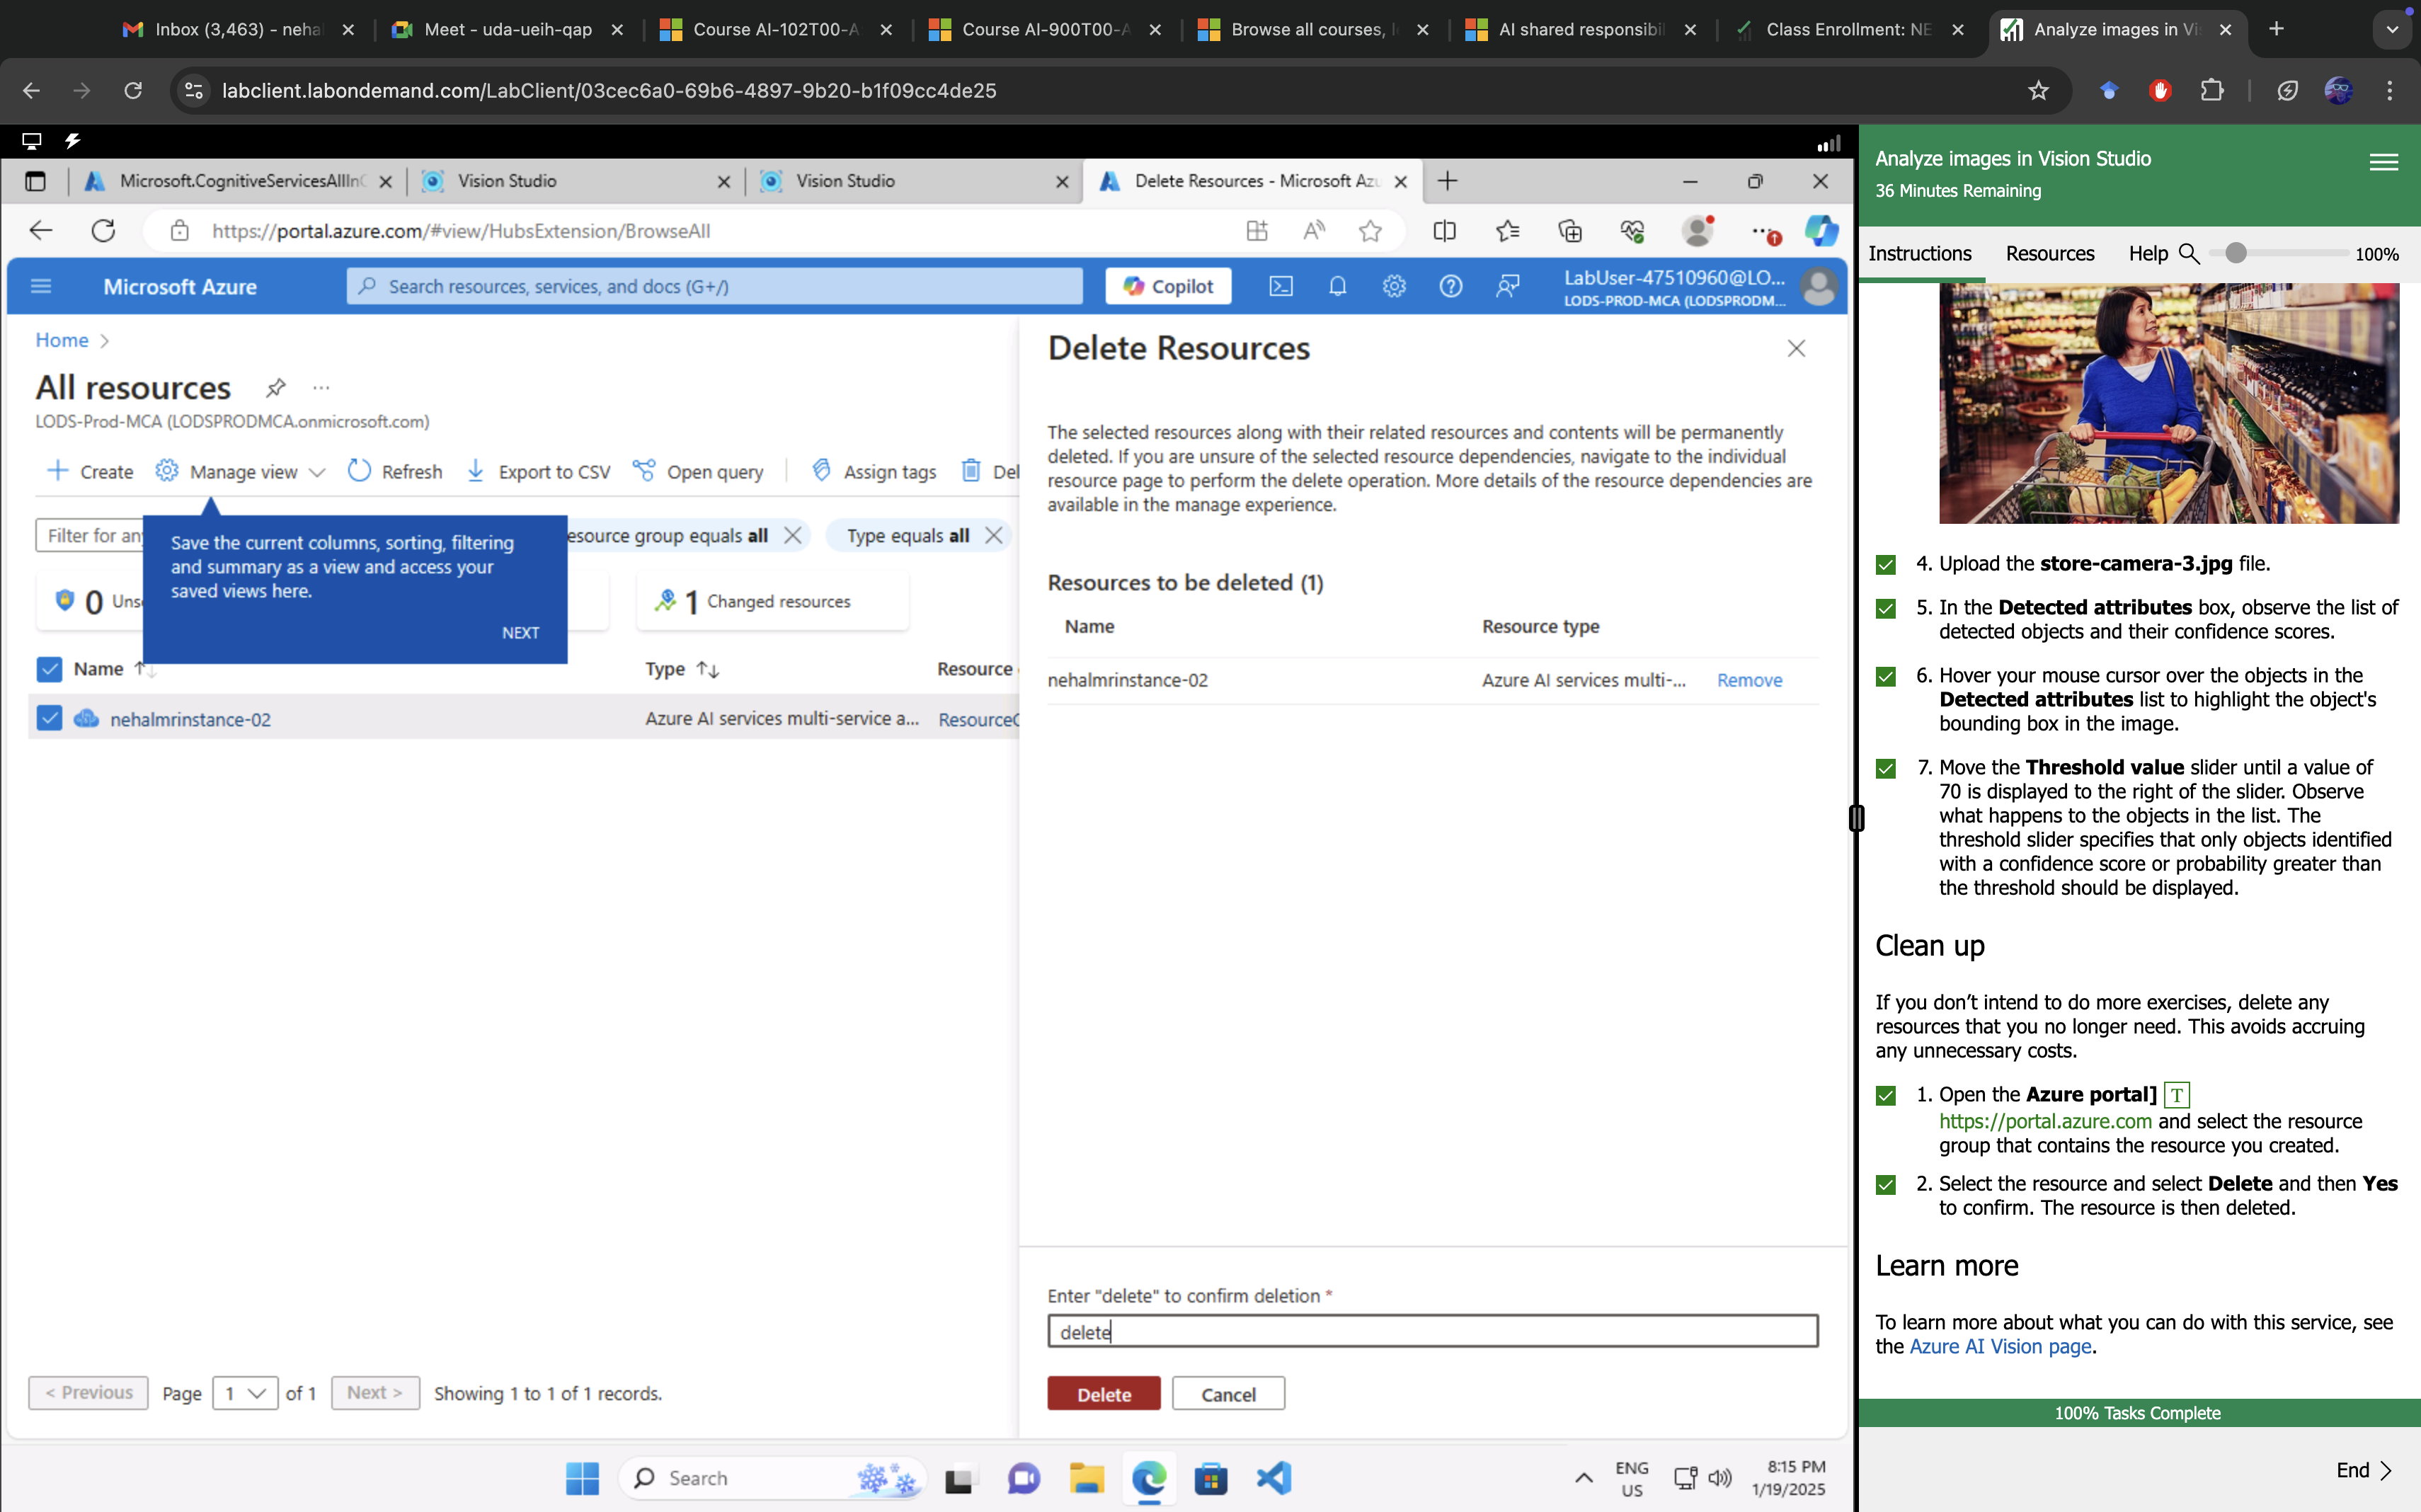 Inbox (3,463) - neha
Meet - uda-ueih-qap
Course AI-102T00-A
Course AI-900T00-A
Browse all courses, l
AI shared responsibil
Class Enrollment: NE
Analyze images in Vi
labclient.labondemand.com/LabClient/03cec6a0-69b6-4897-9b20-b1f09cc4de25
Microsoft.CognitiveServicesAllInC
Vision Studio
Vision Studio
Delete Resources - Microsoft Azu
https://portal.azure.com/#view/HubsExtension/BrowseAll
Microsoft Azure
Search resources, services, and docs (G+/)
Copilot
LabUser-47510960@LO...
LODS-PROD-MCA (LODSPRODM...
Home
All resources
LODS-Prod-MCA (LODSPRODMCA.onmicrosoft.com)
Create
Manage view
Refresh
Export to CSV
Open query
Assign tags
Del
Filter for any
esource group equals all
Type equals all
Save the current columns, sorting, filtering
and summary as a view and access your
saved views here.
NEXT
0 Unse
1 Changed resources
Name
Type
Resource
nehalmrinstance-02
Azure AI services multi-service a...
ResourceG
< Previous
Page
1
of 1
Next >
Showing 1 to 1 of 1 records.
Delete Resources
The selected resources along with their related resources and contents will be permanently
deleted. If you are unsure of the selected resource dependencies, navigate to the individual
resource page to perform the delete operation. More details of the resource dependencies are
available in the manage experience.
Resources to be deleted (1)
Name
Resource type
nehalmrinstance-02
Azure AI services multi-...
Remove
Enter "delete" to confirm deletion *
delete
Delete
Cancel
Search
ENG
US
8:15 PM
1/19/2025
Analyze images in Vision Studio
36 Minutes Remaining
Instructions
Resources
Help
100%
4. Upload the store-camera-3.jpg file.
5. In the Detected attributes box, observe the list of
detected objects and their confidence scores.
6. Hover your mouse cursor over the objects in the
Detected attributes list to highlight the object's
bounding box in the image.
7. Move the Threshold value slider until a value of
70 is displayed to the right of the slider. Observe
what happens to the objects in the list. The
threshold slider specifies that only objects identified
with a confidence score or probability greater than
the threshold should be displayed.
Clean up
If you don’t intend to do more exercises, delete any
resources that you no longer need. This avoids accruing
any unnecessary costs.
1. Open the Azure portal] T
https://portal.azure.com and select the resource
group that contains the resource you created.
2. Select the resource and select Delete and then Yes
to confirm. The resource is then deleted.
Learn more
To learn more about what you can do with this service, see
the Azure AI Vision page.
100% Tasks Complete
End